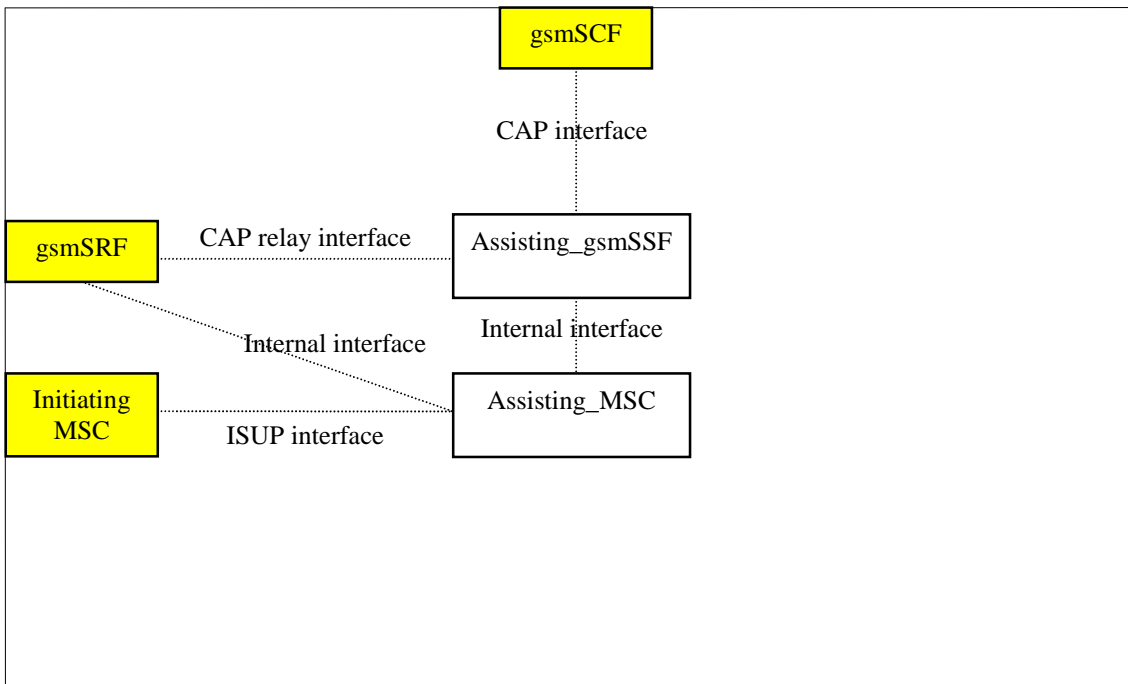 gsmSCF
CAP interface
gsmSRF
CAP relay interface
Assisting_gsmSSF
Internal interface
Internal interface
Initiating
MSC
Assisting_MSC
ISUP interface